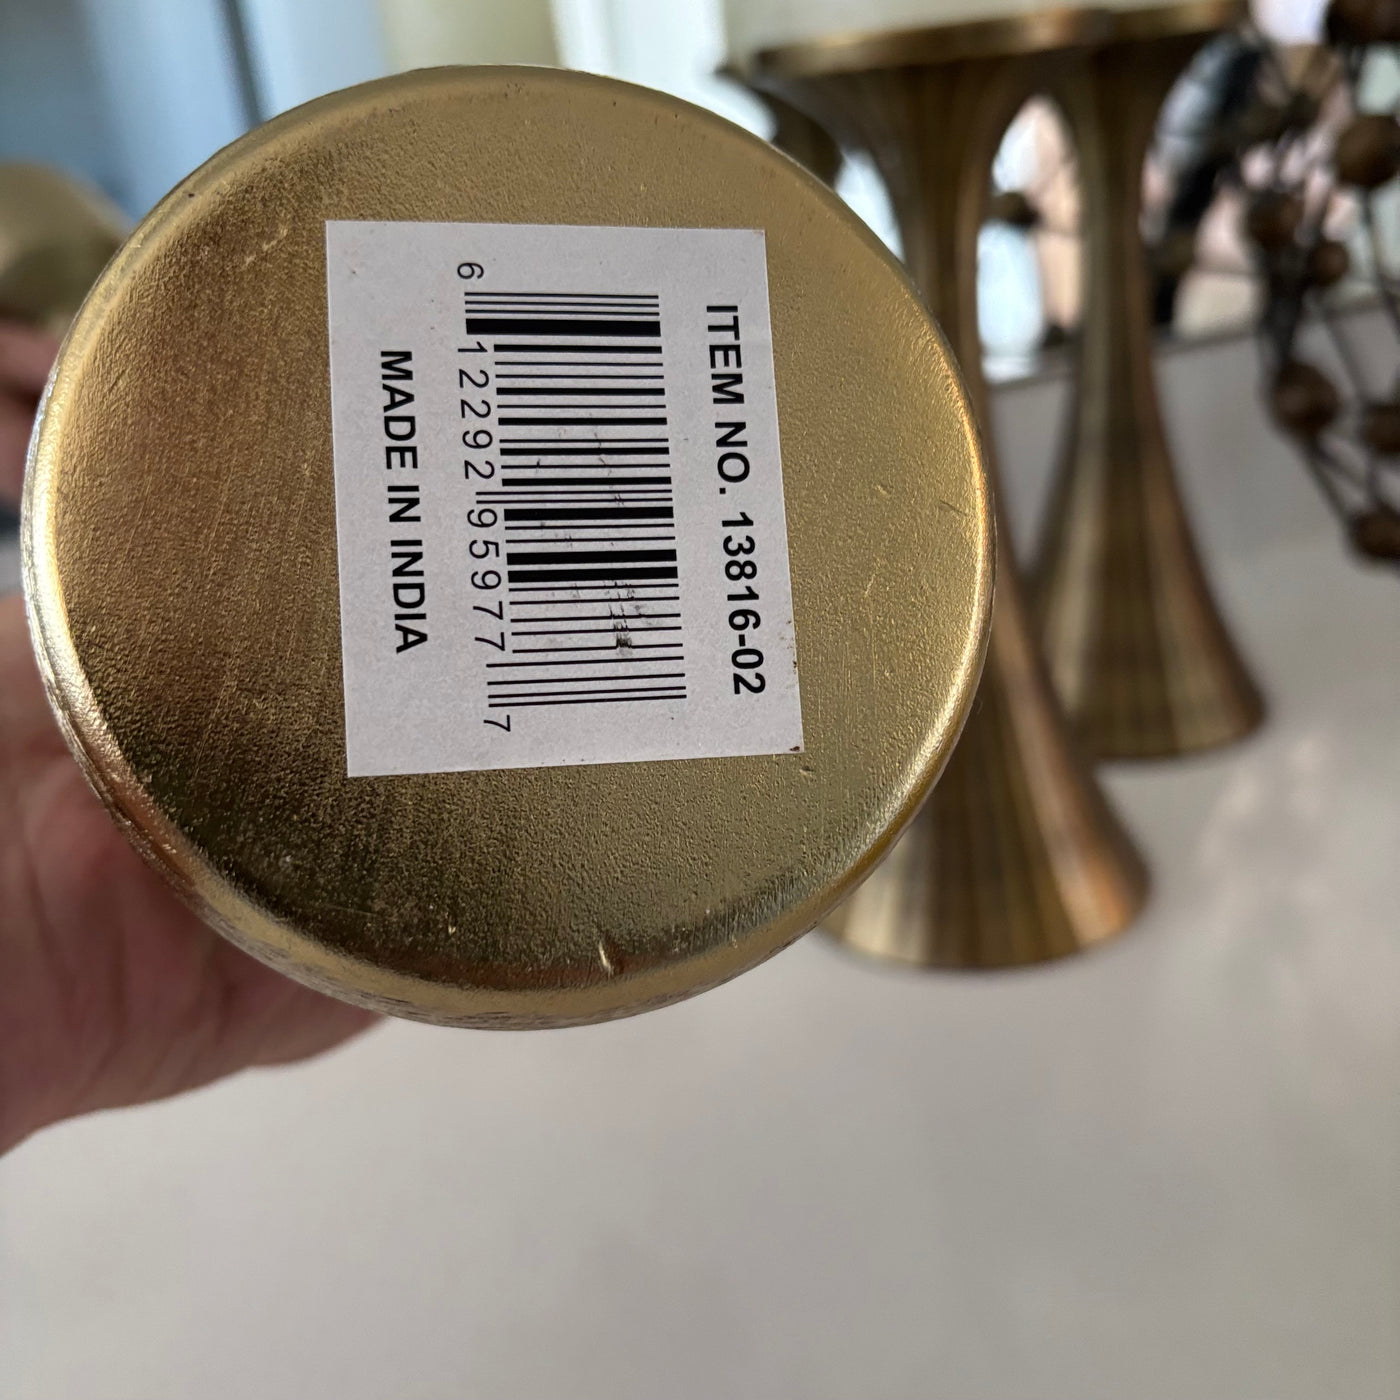 ITEM NO. 13816-02
6 12292 95977 7
MADE IN INDIA